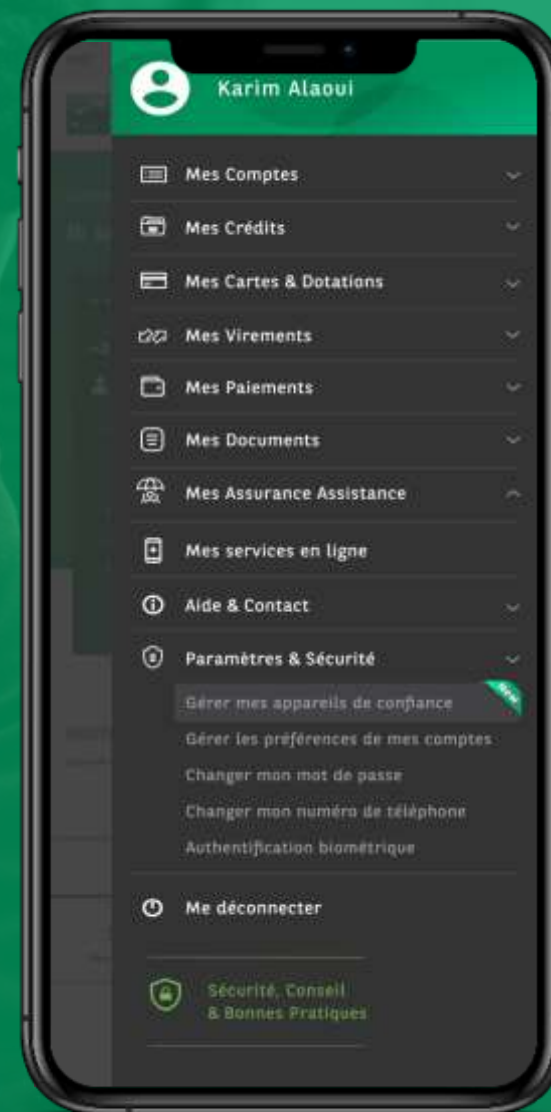 Karim Alaoui
Mes Comptes
Mes Crédits
Mes Cartes & Dotations
Mes Virements
Mes Paiements
Mes Documents
Mes Assurance Assistance
Mes services en ligne
Aide & Contact
Paramètres & Sécurité
Gérer mes appareils de confiance
New
Gérer les préférences de mes comptes
Changer mon mot de passe
Changer mon numéro de téléphone
Authentification biométrique
Me déconnecter
Sécurité, Conseil
& Bonnes Pratiques